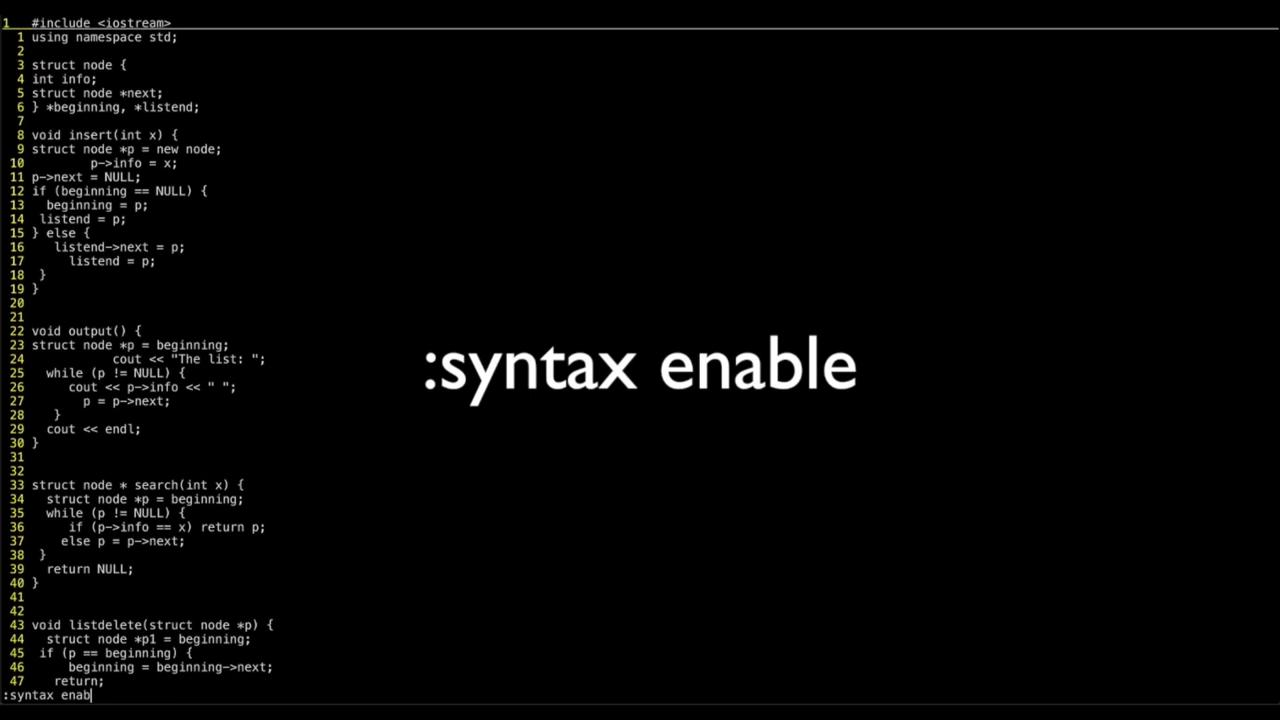 1   #include <iostream>
  1 using namespace std;
  2
  3 struct node {
  4 int info;
  5 struct node *next;
  6 } *beginning, *listend;
  7
  8 void insert(int x) {
  9 struct node *p = new node;
 10         p->info = x;
 11 p->next = NULL;
 12 if (beginning == NULL) {
 13   beginning = p;
 14  listend = p;
 15 } else {
 16    listend->next = p;
 17      listend = p;
 18  }
 19 }
 20
 21
 22 void output() {
 23 struct node *p = beginning;
 24            cout << "The list: ";
 25   while (p != NULL) {
 26      cout << p->info << " ";
 27        p = p->next;
 28    }
 29   cout << endl;
 30 }
 31
 32
 33 struct node * search(int x) {
 34   struct node *p = beginning;
 35   while (p != NULL) {
 36      if (p->info == x) return p;
 37     else p = p->next;
 38  }
 39   return NULL;
 40 }
 41
 42
 43 void listdelete(struct node *p) {
 44   struct node *p1 = beginning;
 45  if (p == beginning) {
 46      beginning = beginning->next;
 47    return;
:syntax enab
:syntax enable